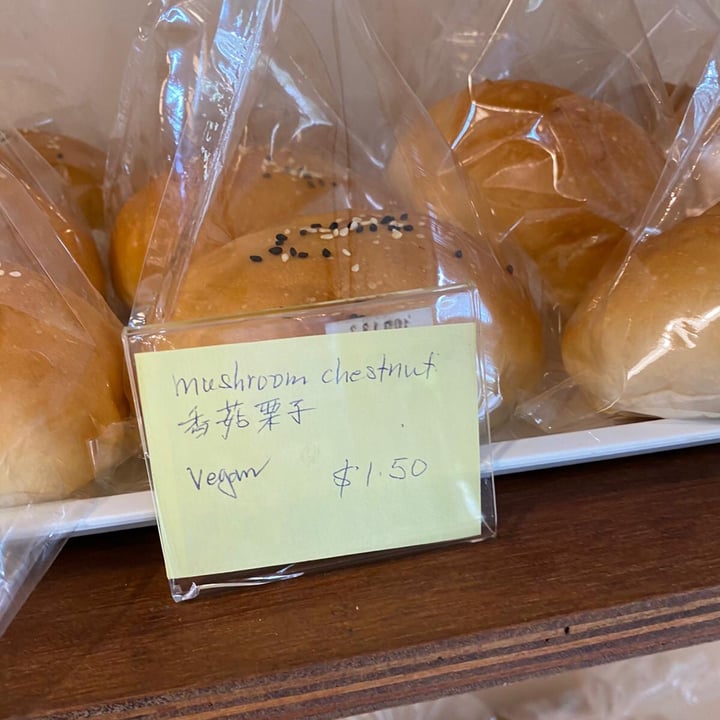 mushroom chestnut
香菇栗子
Vegan $1.50